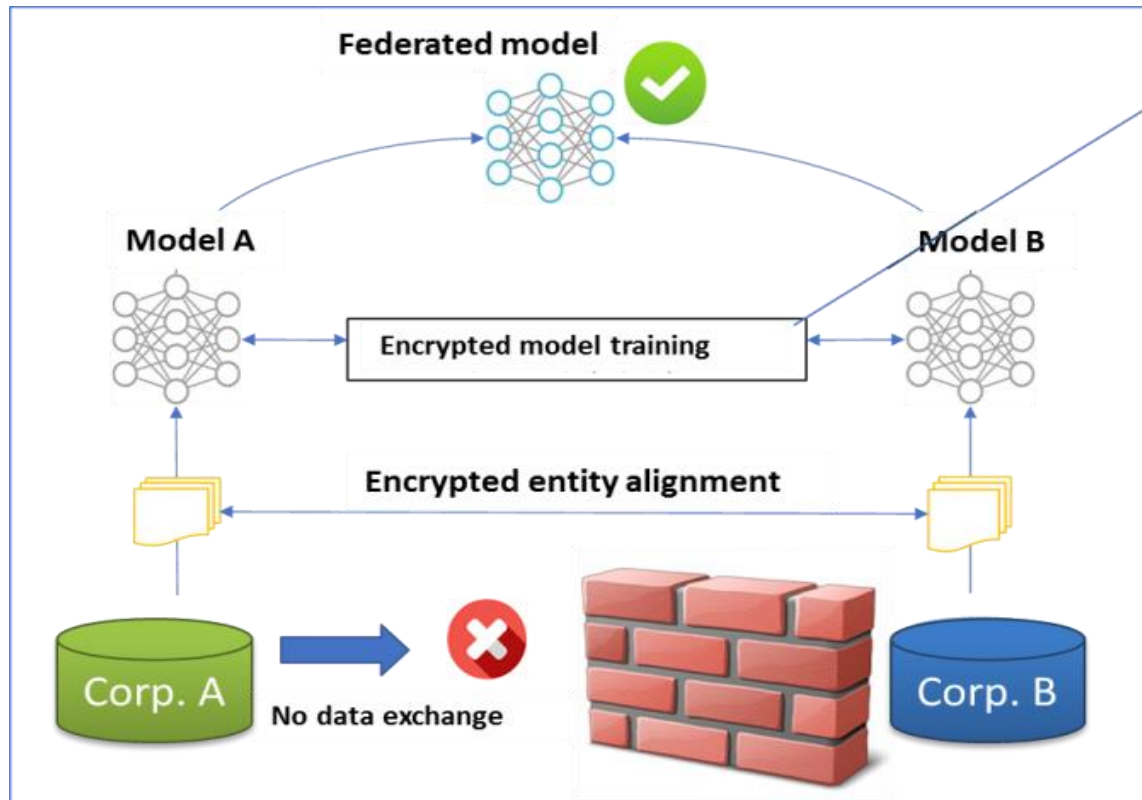 Federated model
Model A
Model B
Encrypted model training
Encrypted entity alignment
Corp. A
No data exchange
Corp. B